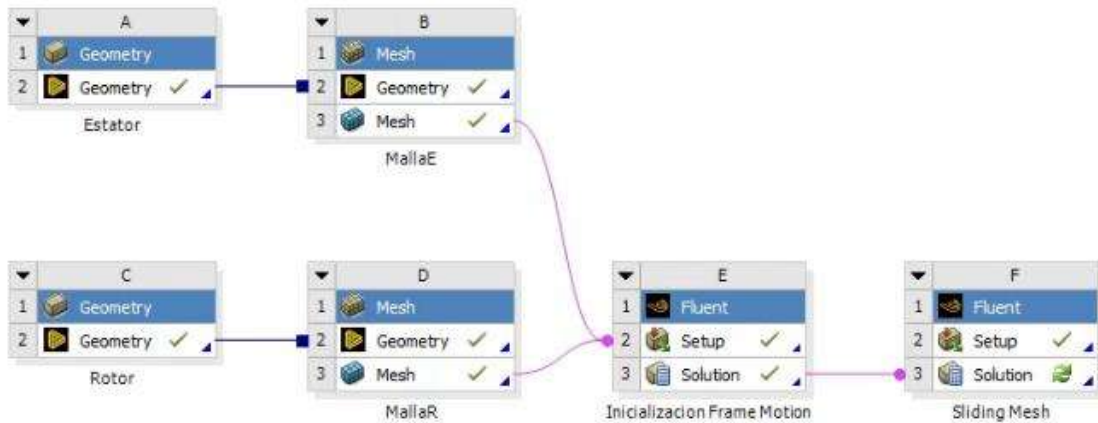 A
1 Geometry
2 Geometry
Estator
B
1 Mesh
2 Geometry
3 Mesh
MallaE
C
1 Geometry
2 Geometry
Rotor
D
1 Mesh
2 Geometry
3 Mesh
MallaR
E
1 Fluent
2 Setup
3 Solution
Inicializacion Frame Motion
F
1 Fluent
2 Setup
3 Solution
Sliding Mesh